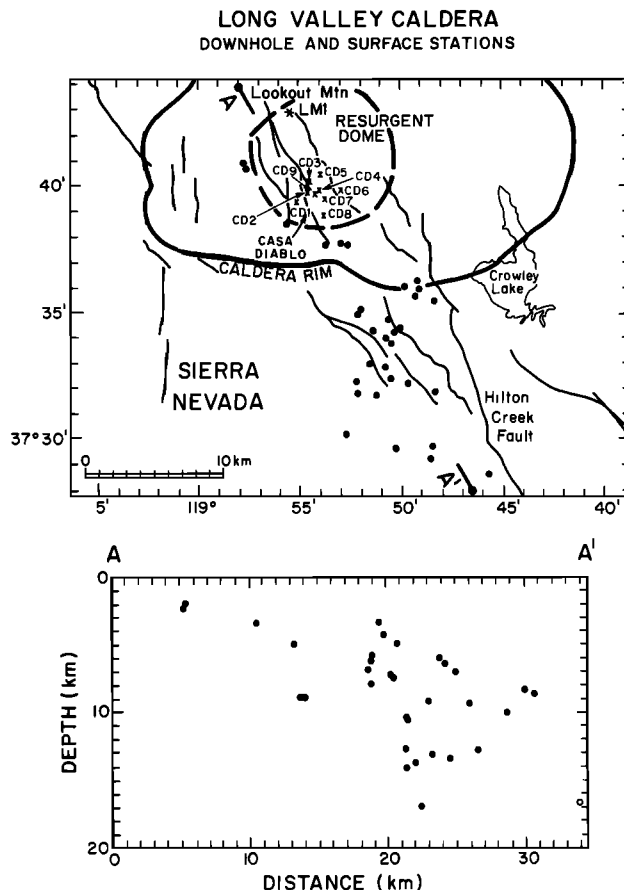 LONG VALLEY CALDERA
DOWNHOLE AND SURFACE STATIONS
A
Lookout Mtn
LMt
RESURGENT
DOME
CD3
CD9
CD5
CD4
40'
CD6
CD7
CD2
CD1
CD8
CASA
DIABLO
CALDERA RIM
Crowley
Lake
35'
SIERRA
NEVADA
Hilton
Creek
Fault
37° 30'
0 10 km
A'
5' 119° 55' 50' 45' 40'
A A'
0
10
20
DEPTH (km)
0 10 20 30
DISTANCE (km)